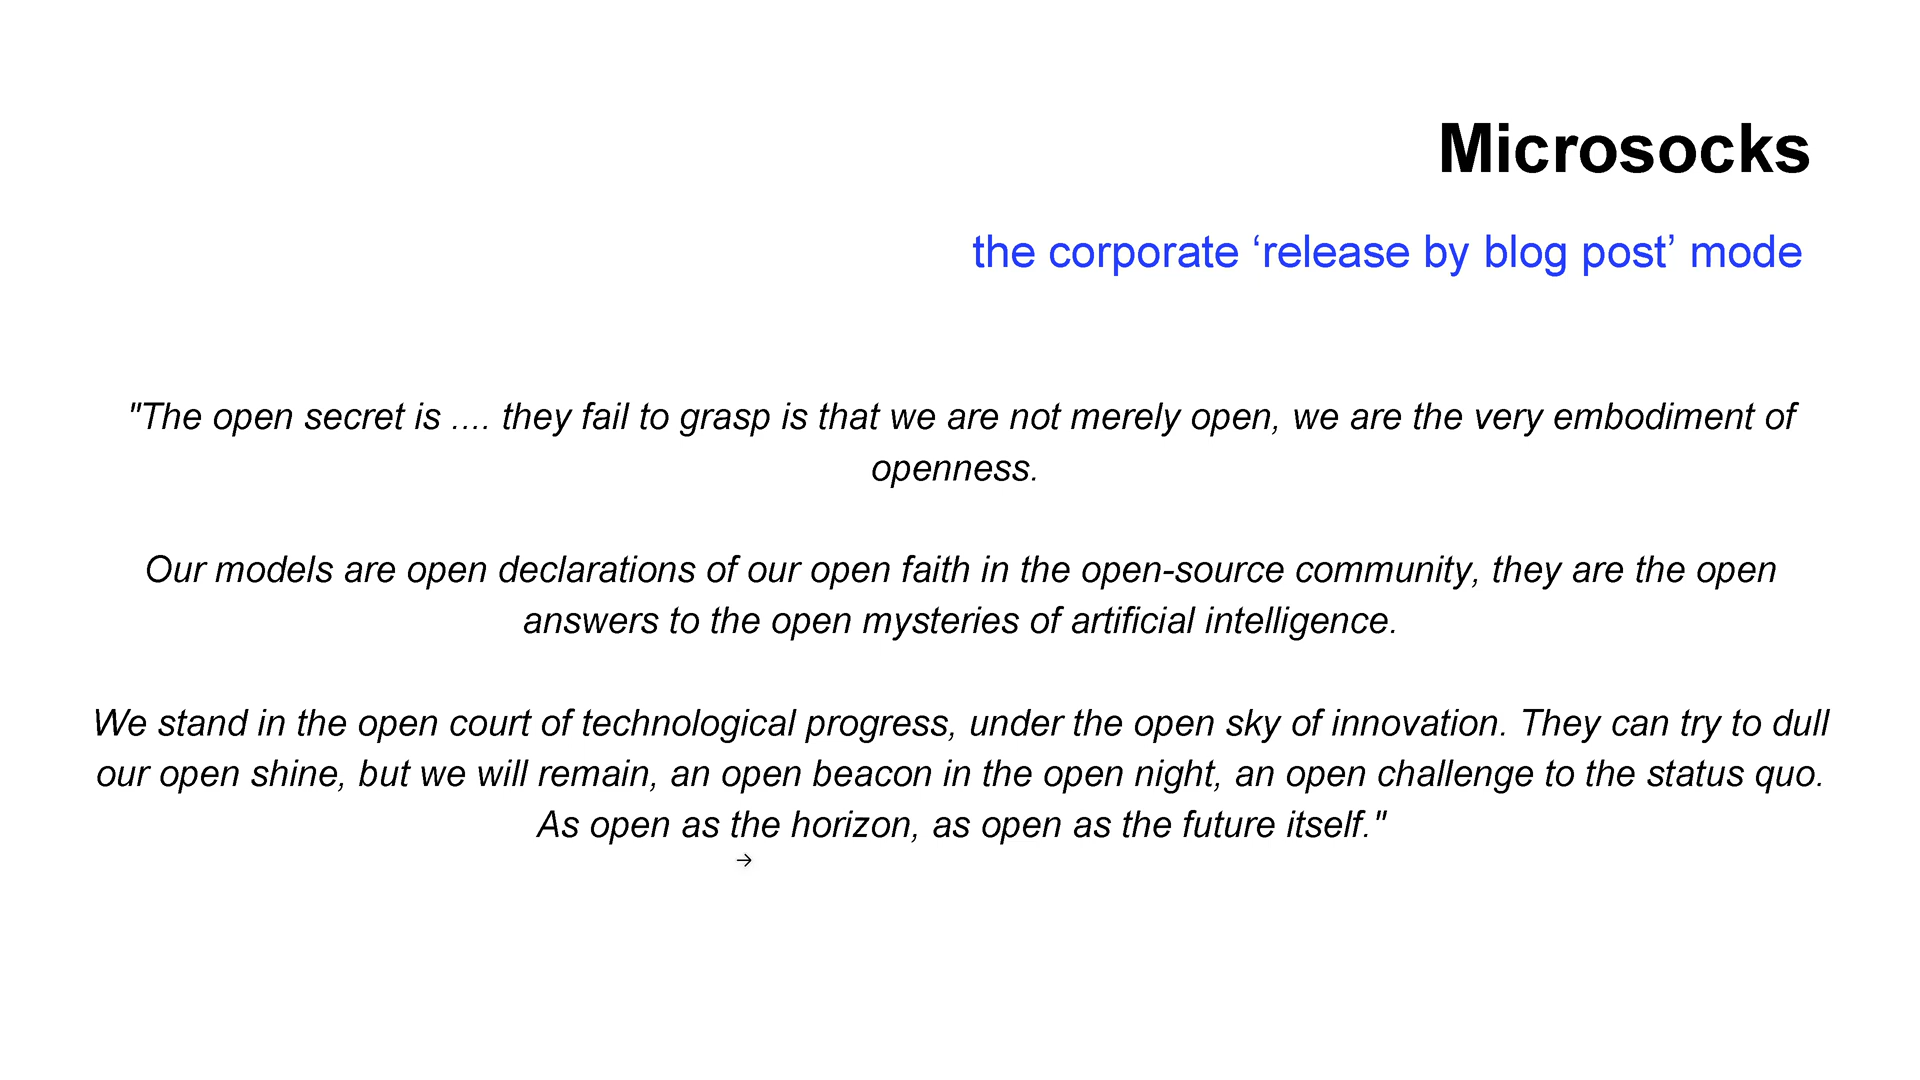 Microsocks
the corporate ‘release by blog post’ mode
"The open secret is .... they fail to grasp is that we are not merely open, we are the very embodiment of
openness.
Our models are open declarations of our open faith in the open-source community, they are the open
answers to the open mysteries of artificial intelligence.
We stand in the open court of technological progress, under the open sky of innovation. They can try to dull
our open shine, but we will remain, an open beacon in the open night, an open challenge to the status quo.
As open as the horizon, as open as the future itself."
→